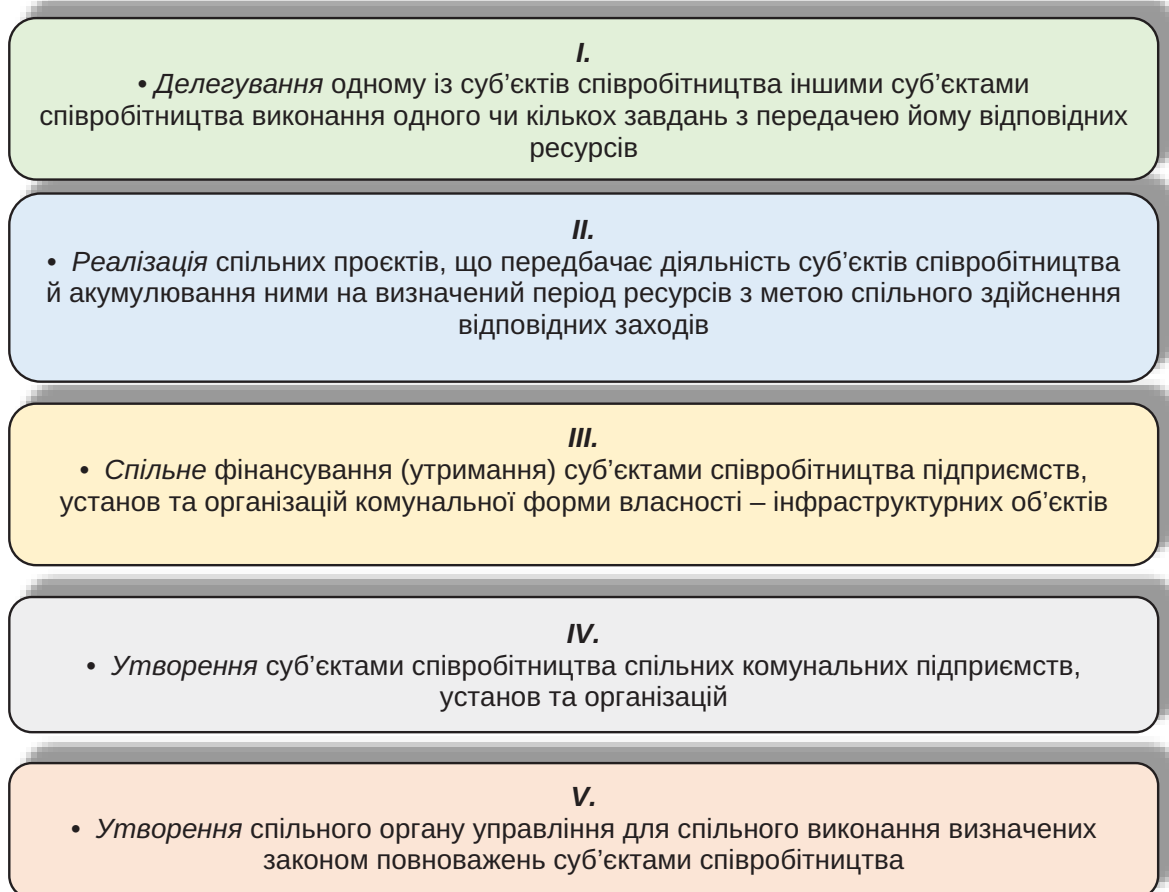 I.
• Делегування одному із суб’єктів співробітництва іншими суб’єктами
співробітництва виконання одного чи кількох завдань з передачею йому відповідних
ресурсів
II.
• Реалізація спільних проєктів, що передбачає діяльність суб’єктів співробітництва
й акумулювання ними на визначений період ресурсів з метою спільного здійснення
відповідних заходів
III.
• Спільне фінансування (утримання) суб’єктами співробітництва підприємств,
установ та організацій комунальної форми власності – інфраструктурних об’єктів
IV.
• Утворення суб’єктами співробітництва спільних комунальних підприємств,
установ та організацій
V.
• Утворення спільного органу управління для спільного виконання визначених
законом повноважень суб’єктами співробітництва